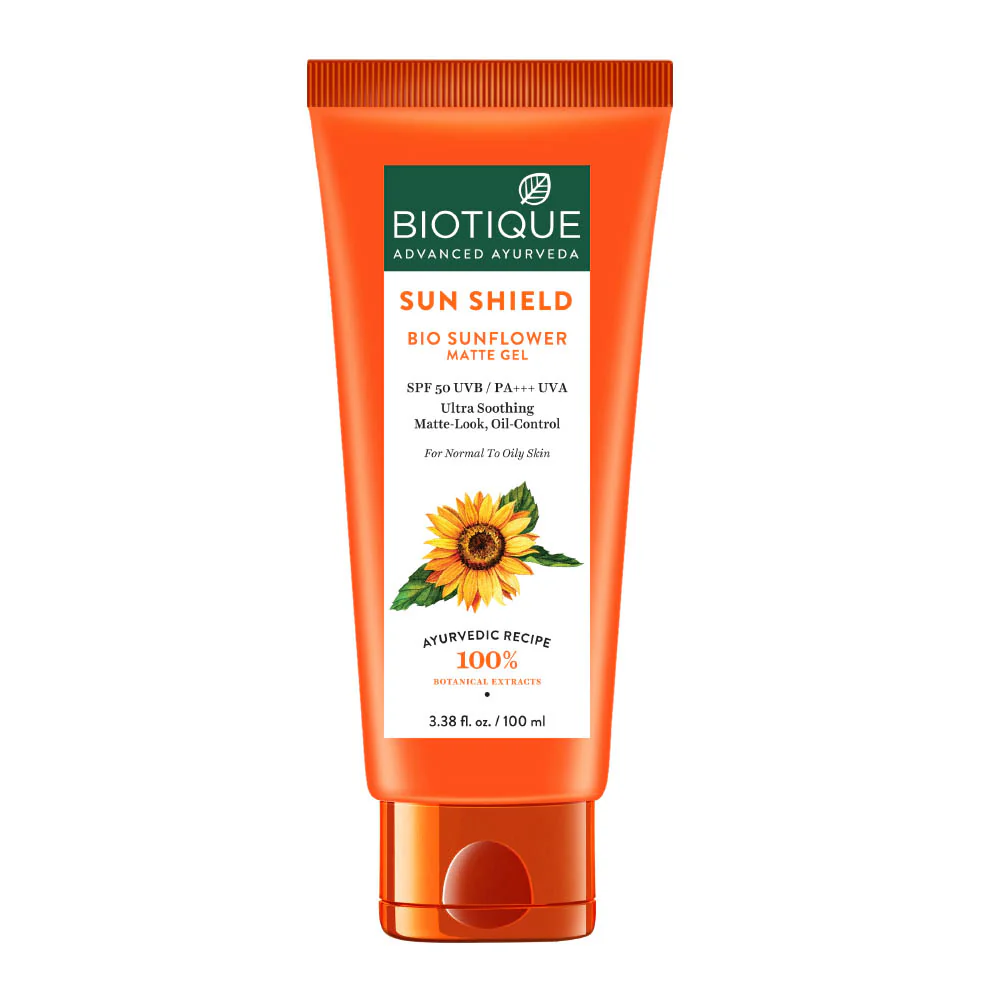 BIOTIQUE
ADVANCED AYURVEDA
SUN SHIELD
BIO SUNFLOWER
MATTE GEL
SPF 50 UVB / PA+++ UVA
Ultra Soothing
Matte-Look, Oil-Control
For Normal To Oily Skin
AYURVEDIC RECIPE
100%
BOTANICAL EXTRACTS
3.38 fl. oz. / 100 ml